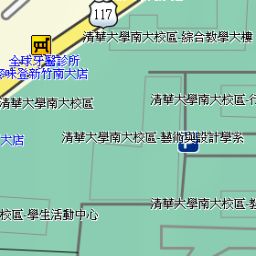 117
清華大學南大校區-綜合教學大樓
全球牙醫診所
珍味登新竹南大店
清華大學南大校區
清華大學南大校區-行
大店
清華大學南大校區-藝術與設計學系
P
清華大學南大校區-教
校區-學生活動中心